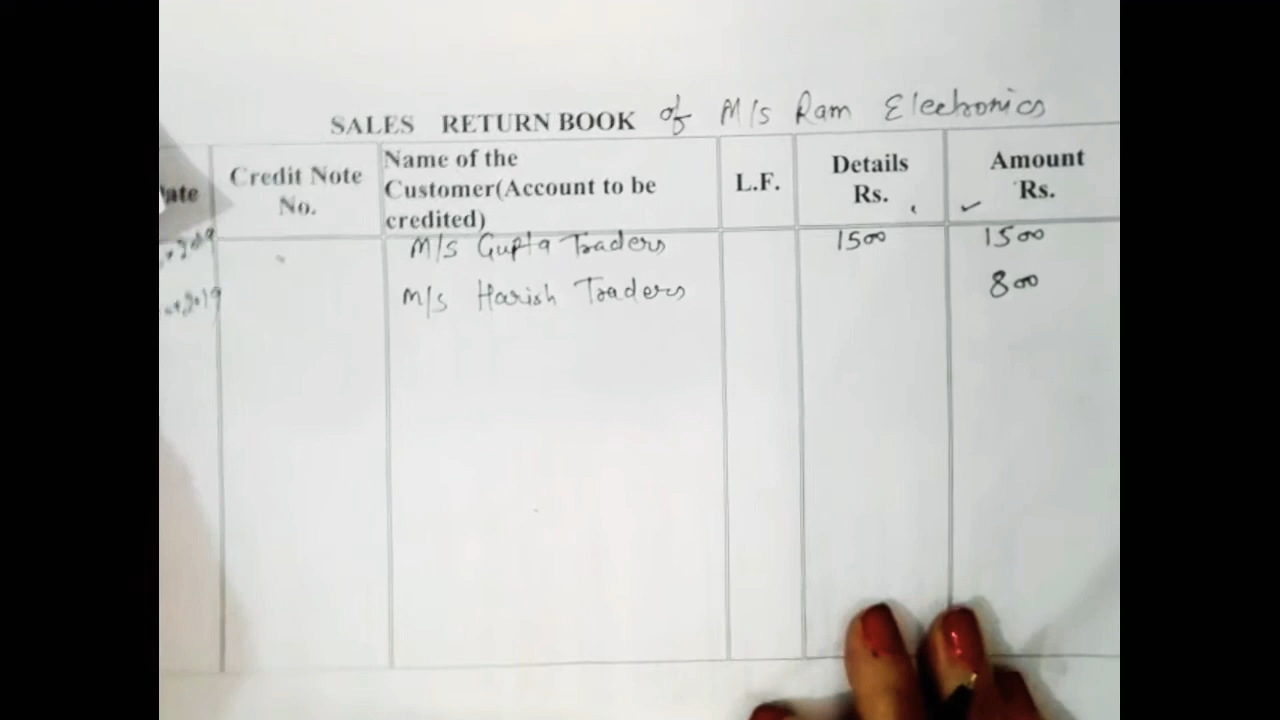 SALES RETURN BOOK of M/s Ram Electronics
Credit Note No.
Name of the Customer(Account to be credited)
L.F.
Details Rs.
Amount Rs.
M/s Gupta Traders 1500 1500
2019 M/s Harish Traders 800